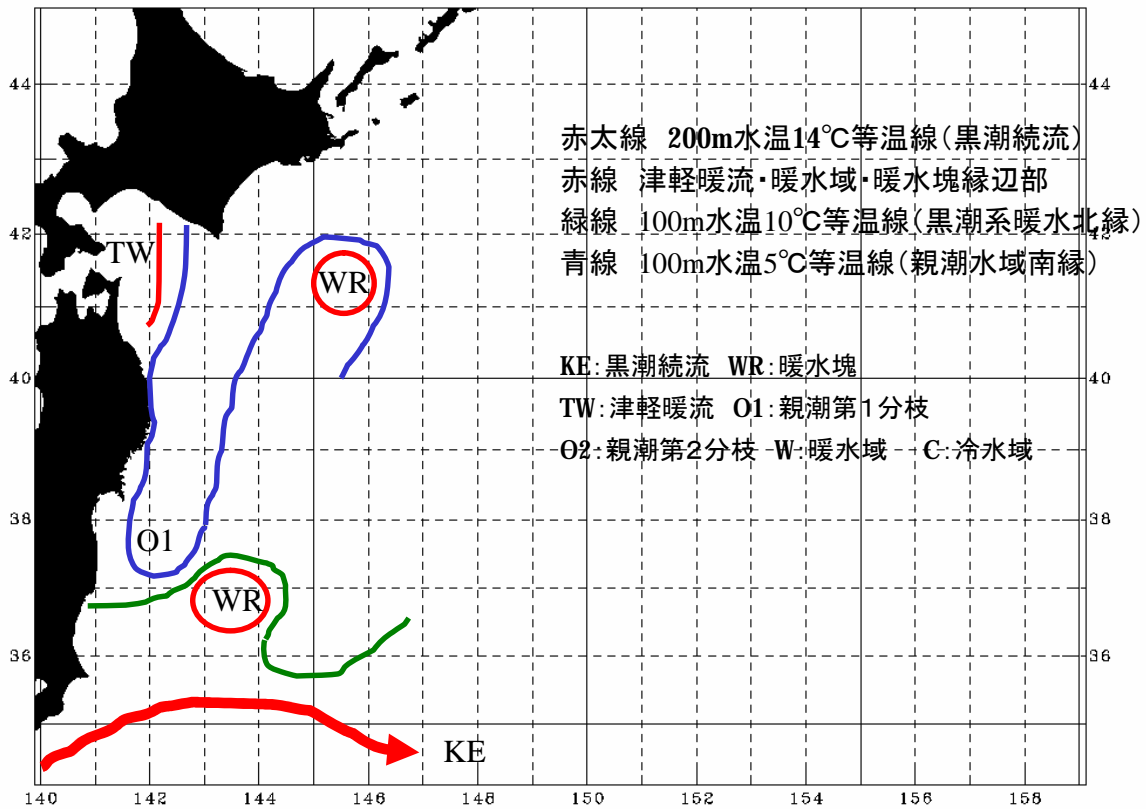 44 44
赤太線 200m水温14℃等温線(黒潮続流)
赤線 津軽暖流・暖水域・暖水塊縁辺部
緑線 100m水温10℃等温線(黒潮系暖水北縁)
42 42
青線 100m水温5℃等温線(親潮水域南縁)
TW
WR
KE:黒潮続流 WR:暖水塊
40 40
TW:津軽暖流 O1:親潮第1分枝
O2:親潮第2分枝 W:暖水域 C:冷水域
38 38
O1
WR
36 36
KE
140 142 144 146 148 150 152 154 156 158